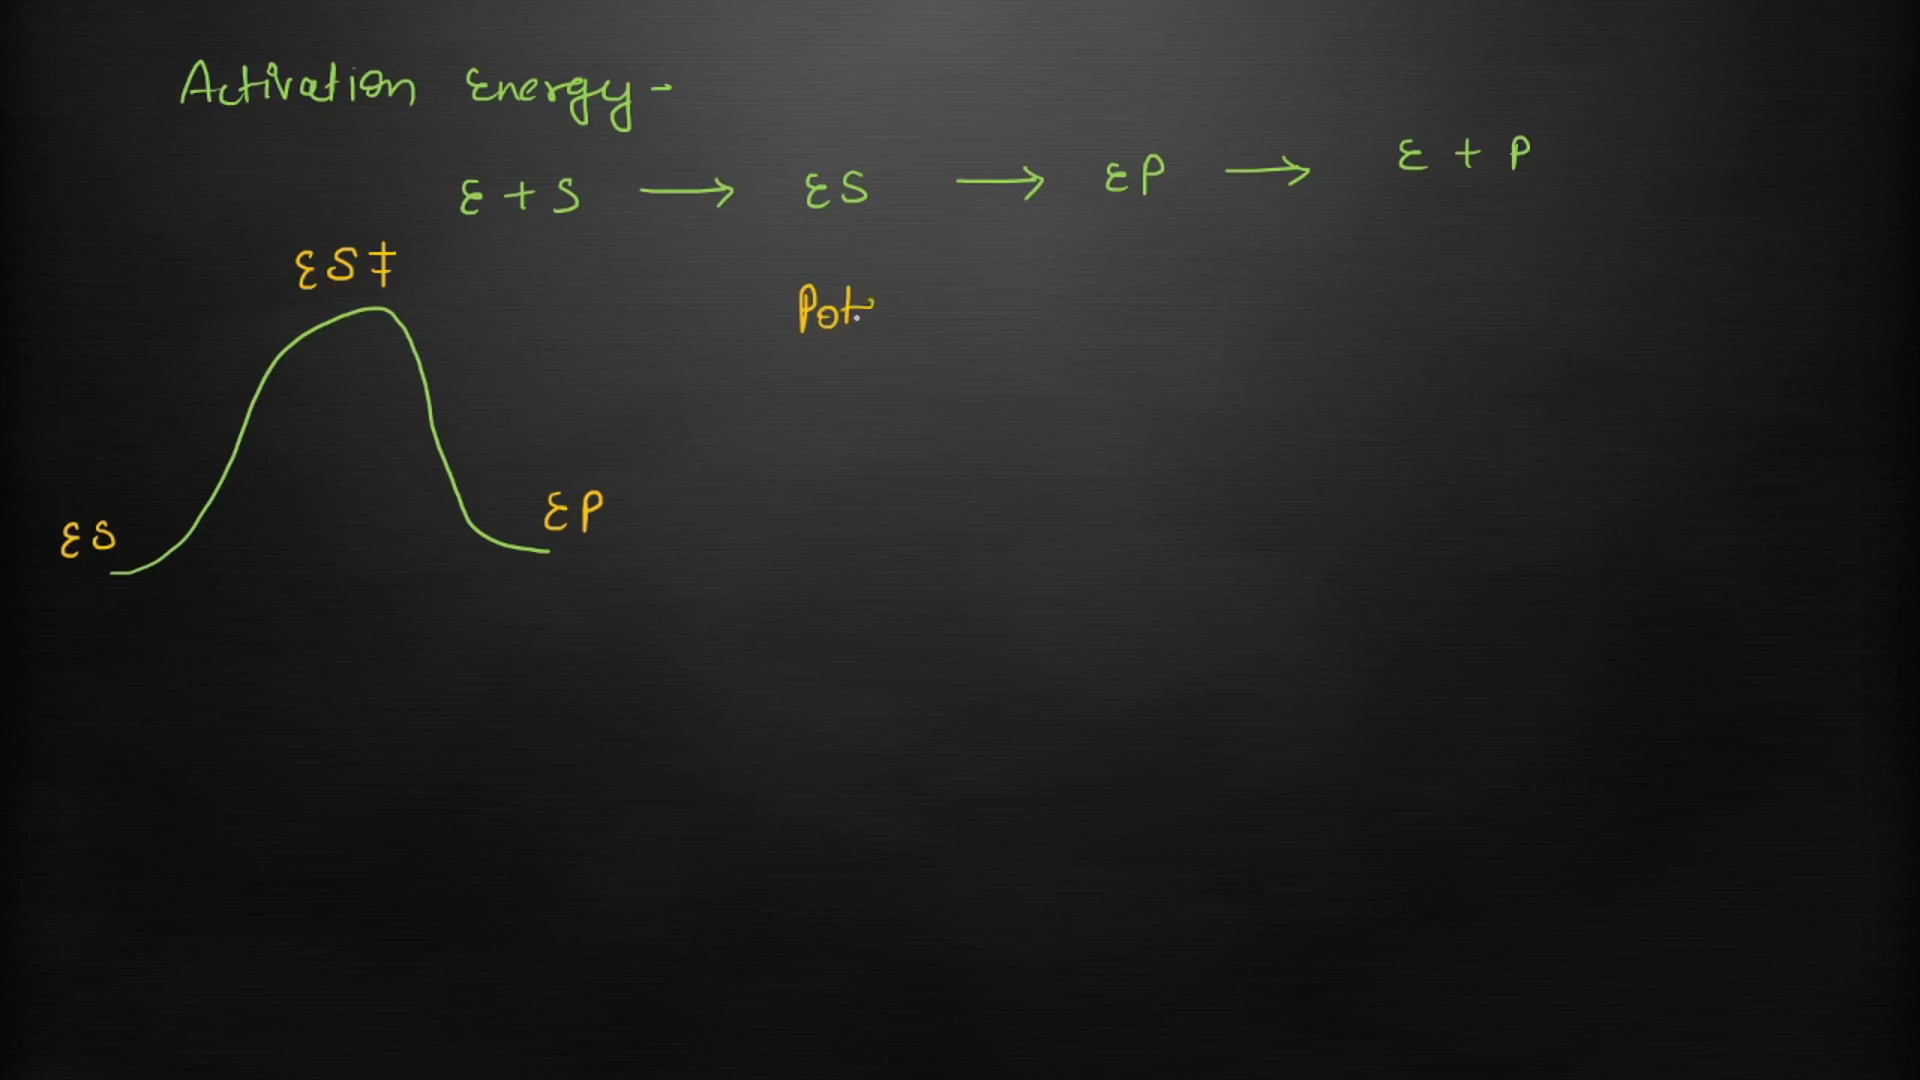 Activation Energy-
E + S → ES → EP → E + P
ES‡
Pot
EP
ES